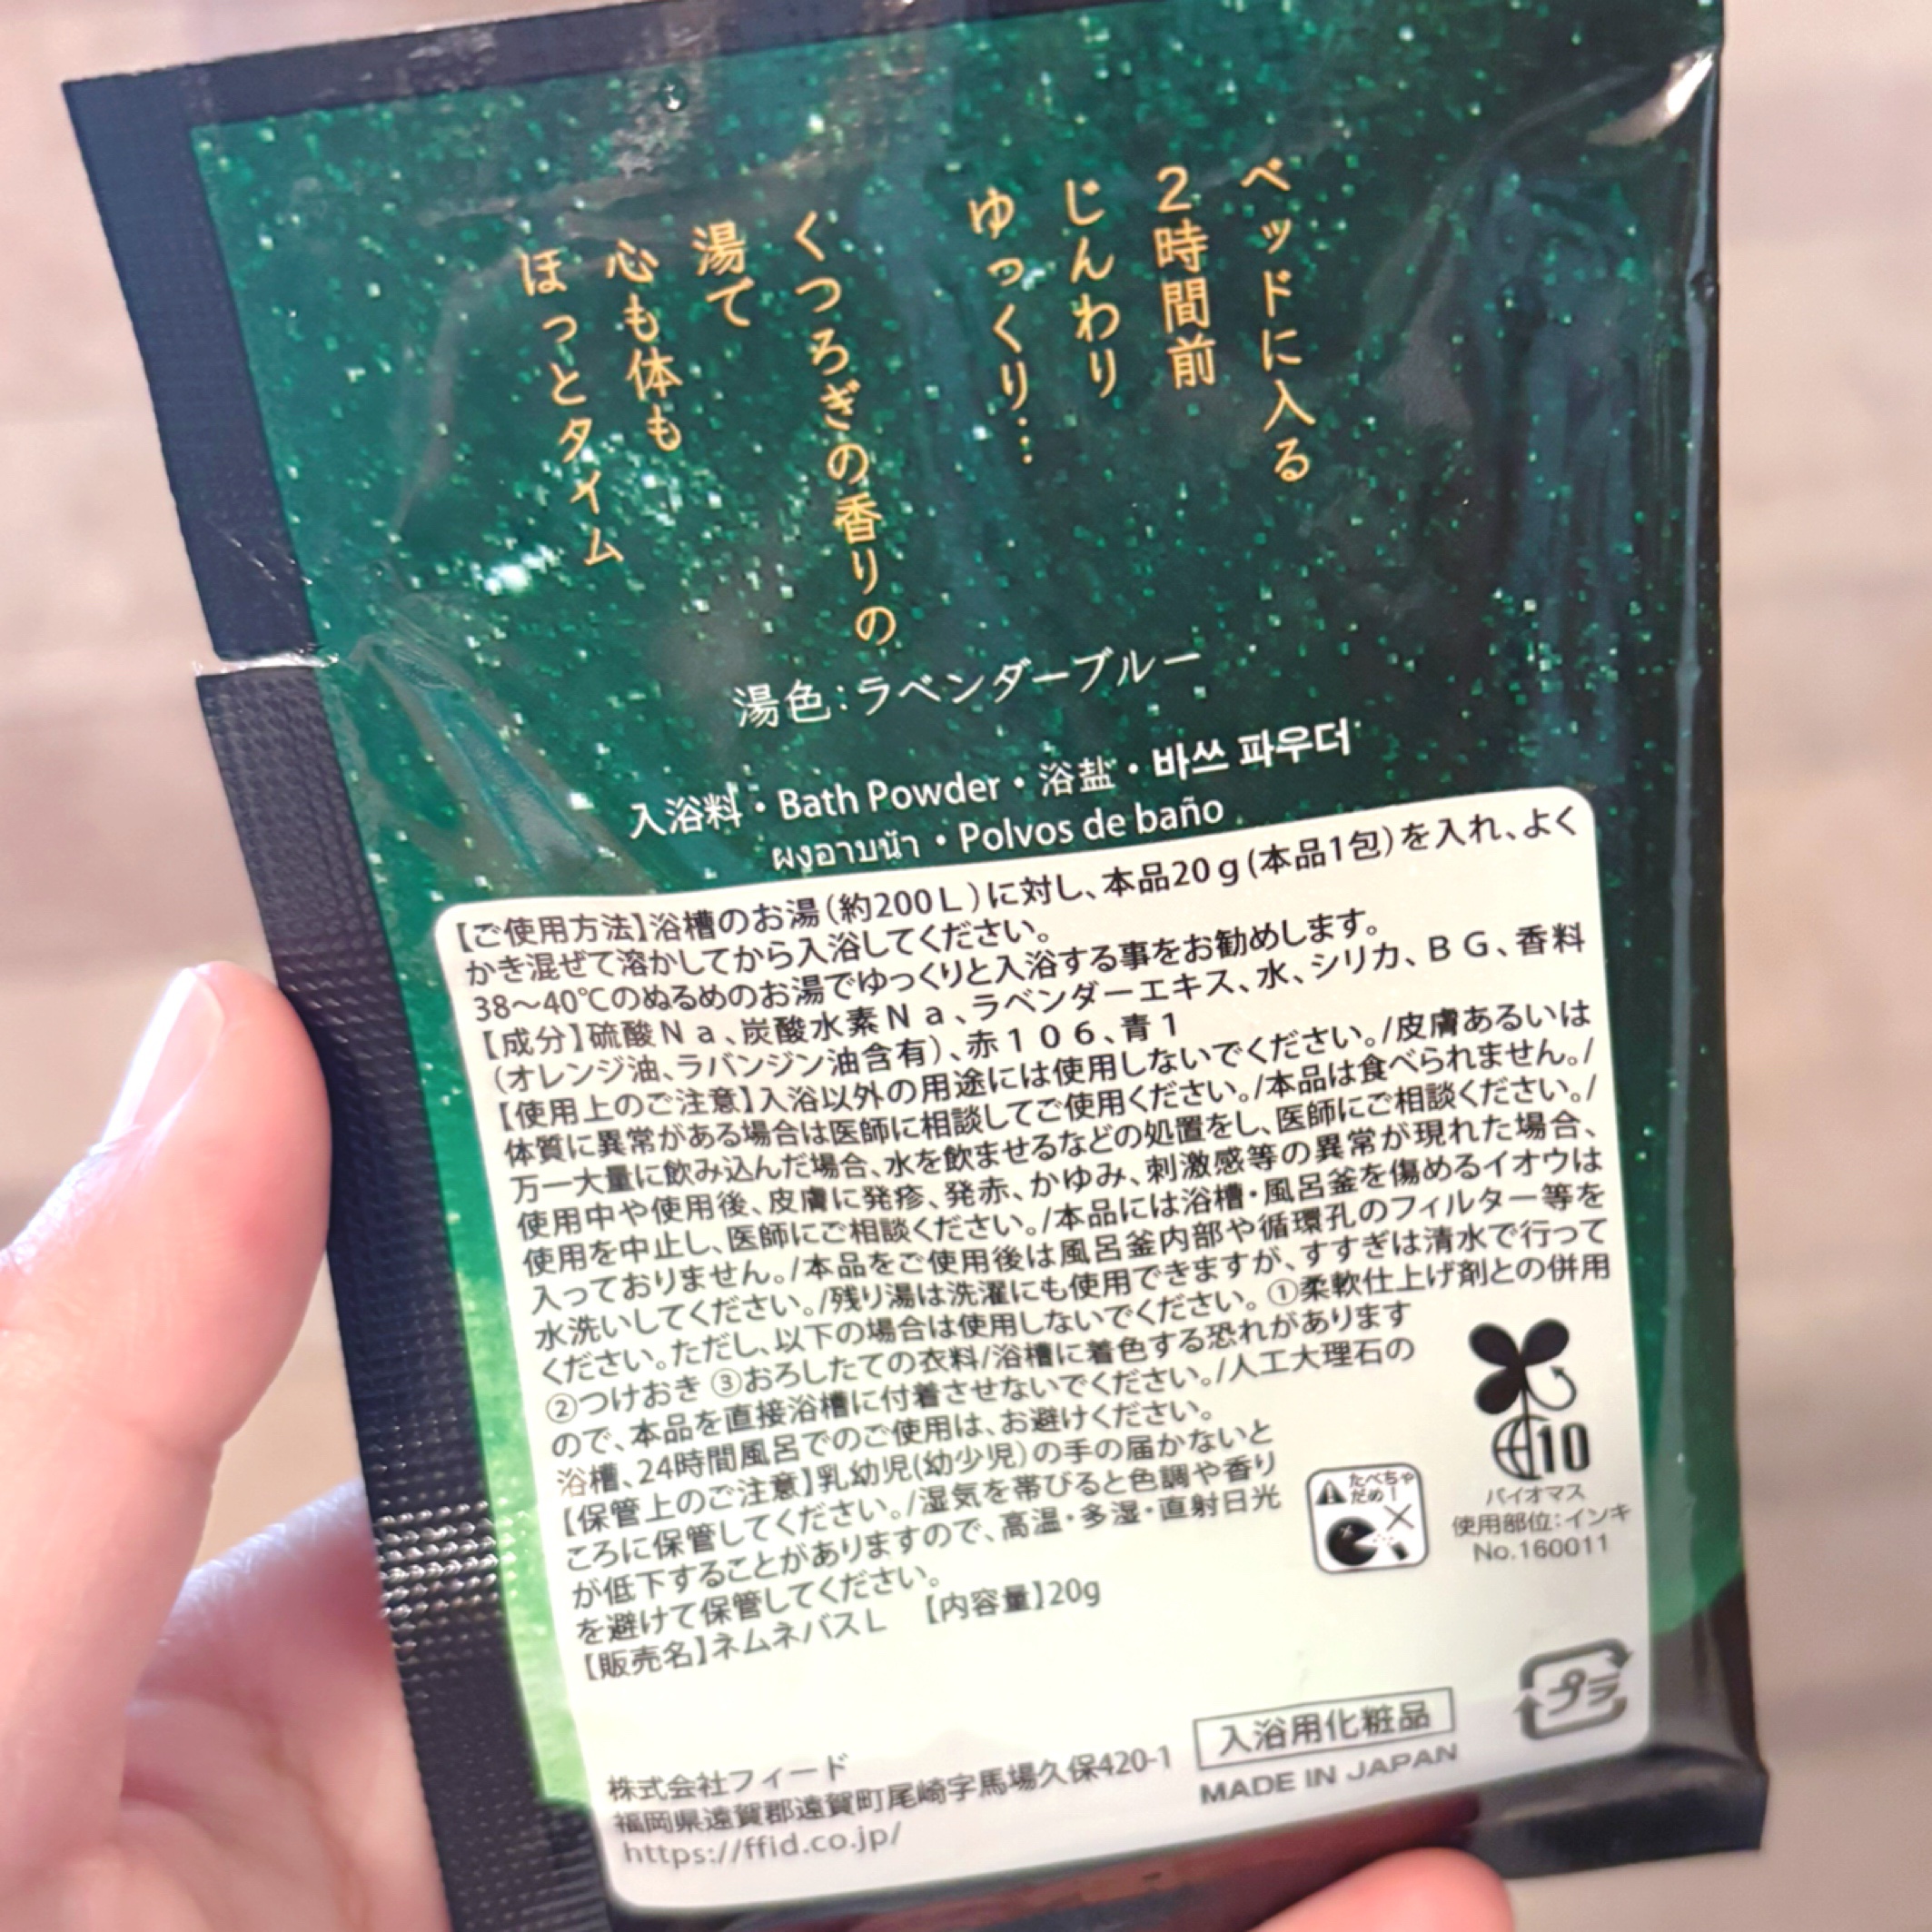 ベッドに入る
2時間前
じんわり
ゆっくり…
くつろぎの香りの
湯で
心も体も
ほっとタイム
湯色：ラベンダーブルー
入浴料・Bath Powder・浴盐・바쓰 파우더
ผงอาบน้ำ・Polvos de baño
【ご使用方法】浴槽のお湯（約200L）に対し、本品20g（本品1包）を入れ、よく
かき混ぜて溶かしてから入浴してください。
38～40℃のぬるめのお湯でゆっくりと入浴する事をお勧めします。
【成分】硫酸Na、炭酸水素Na、ラベンダーエキス、水、シリカ、BG、香料
（オレンジ油、ラバンジン油含有）、赤106、青1
【使用上のご注意】入浴以外の用途には使用しないでください。/皮膚あるいは
体質に異常がある場合は医師に相談してご使用ください。/本品は食べられません。/
万一大量に飲み込んだ場合、水を飲ませるなどの処置をし、医師にご相談ください。/
使用中や使用後、皮膚に発疹、発赤、かゆみ、刺激感等の異常が現れた場合、
使用を中止し、医師にご相談ください。/本品には浴槽・風呂釜を傷めるイオウは
入っておりません。/本品をご使用後は風呂釜内部や循環孔のフィルター等を
水洗いしてください。/残り湯は洗濯にも使用できますが、すすぎは清水で行って
ください。ただし、以下の場合は使用しないでください。①柔軟仕上げ剤との併用
②つけおき ③おろしたての衣料/浴槽に着色する恐れがあります
ので、本品を直接浴槽に付着させないでください。/人工大理石の
浴槽、24時間風呂でのご使用は、お避けください。
【保管上のご注意】乳幼児（幼少児）の手の届かないと
ころに保管してください。/湿気を帯びると色調や香り
が低下することがありますので、高温・多湿・直射日光
を避けて保管してください。
【販売名】ネムネバスL 【内容量】20g
たべちゃ
だめー！
10
バイオマス
使用部位：インキ
No.160011
プラ
入浴用化粧品
MADE IN JAPAN
株式会社フィード
福岡県遠賀郡遠賀町尾崎字馬場久保420-1
https://ffid.co.jp/